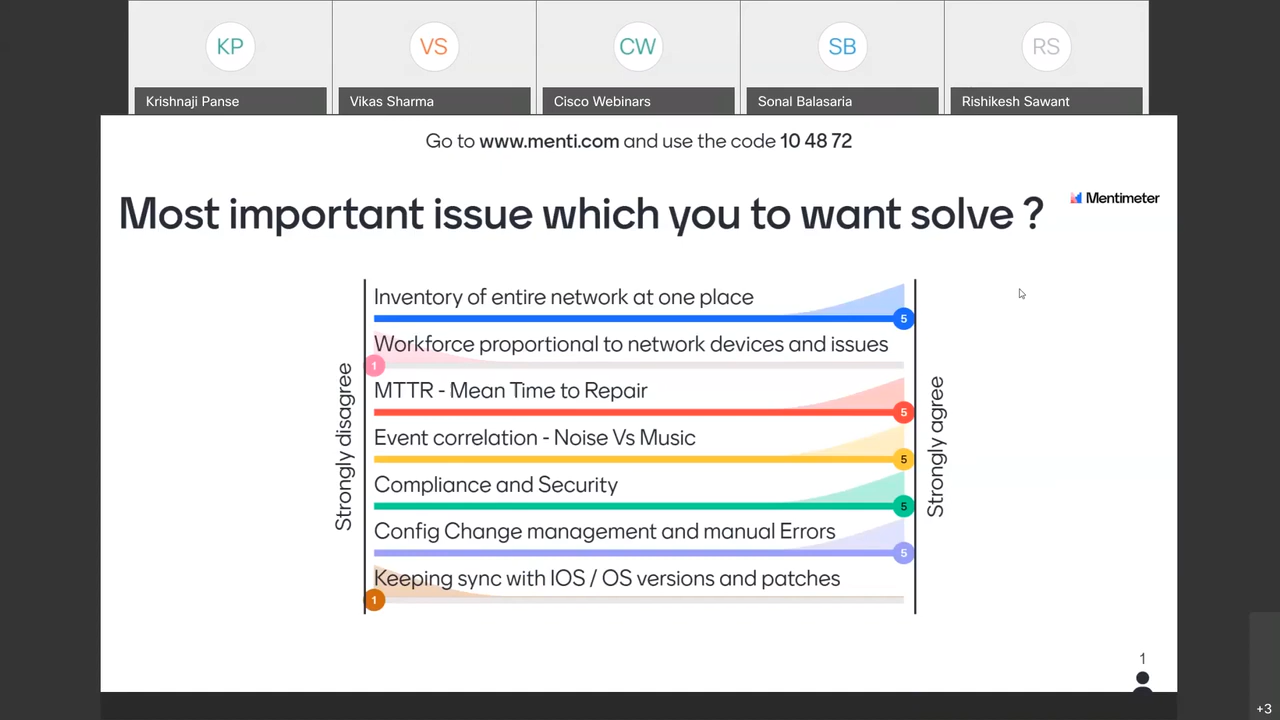 KP
VS
CW
SB
RS
Krishnaji Panse
Vikas Sharma
Cisco Webinars
Sonal Balasaria
Rishikesh Sawant
Go to www.menti.com and use the code 10 48 72
Most important issue which you to want solve ?
Mentimeter
Strongly disagree
Inventory of entire network at one place
5
Workforce proportional to network devices and issues
1
MTTR - Mean Time to Repair
5
Event correlation - Noise Vs Music
5
Compliance and Security
5
Config Change management and manual Errors
5
Keeping sync with IOS / OS versions and patches
1
Strongly agree
1
+3